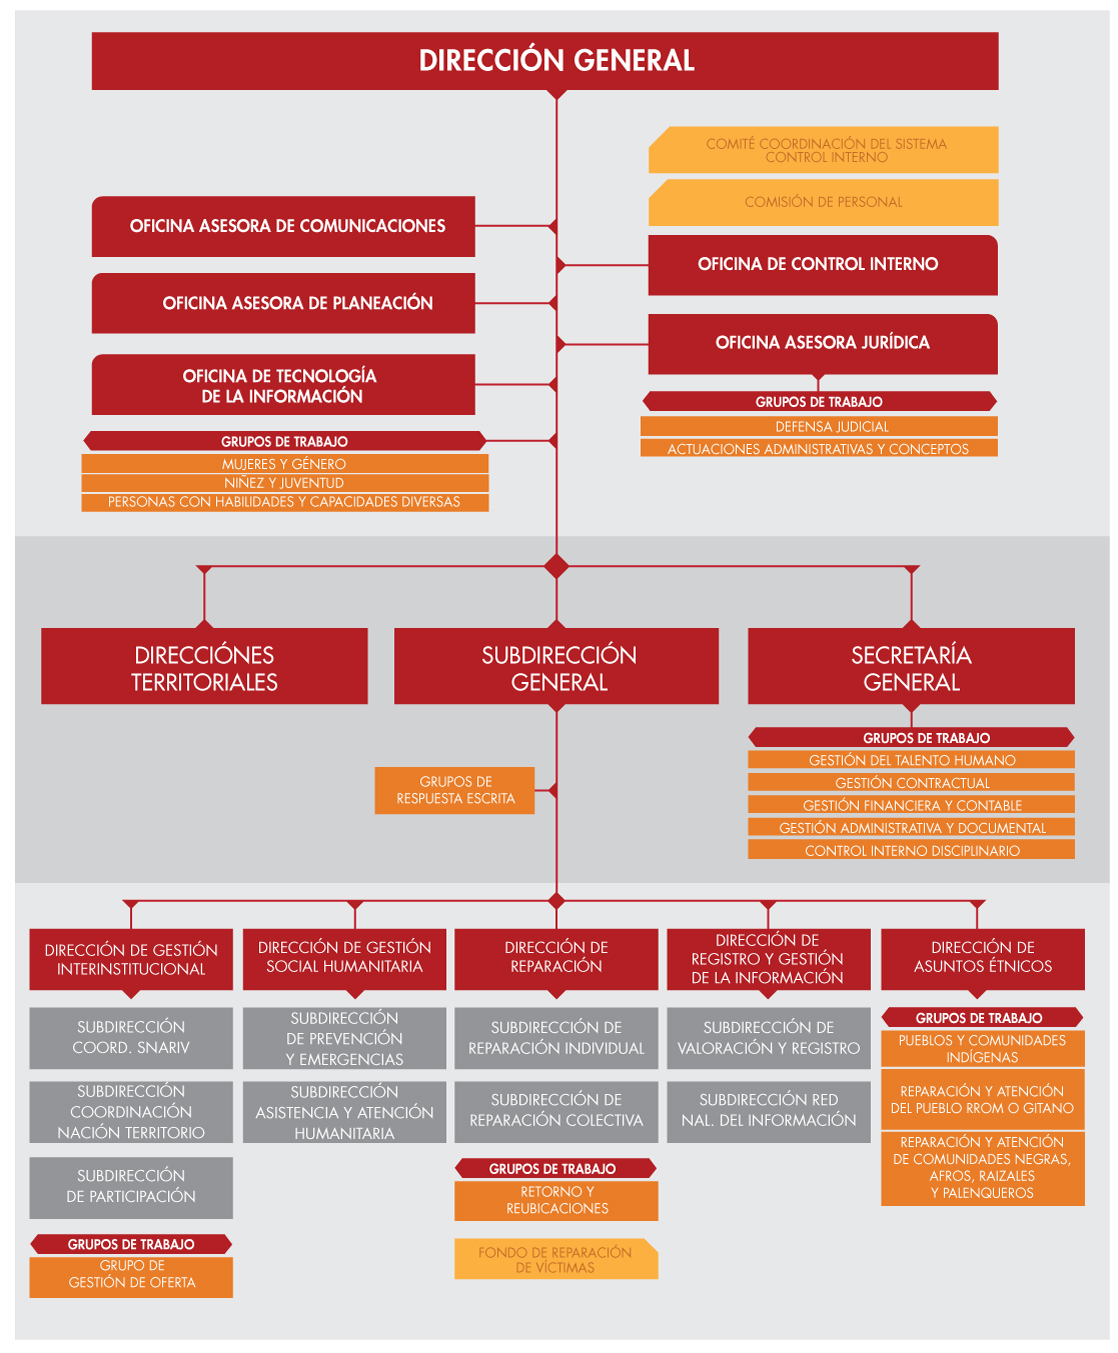 DIRECCIÓN GENERAL
COMITÉ COORDINACIÓN DEL SISTEMA
CONTROL INTERNO
COMISIÓN DE PERSONAL
OFICINA ASESORA DE COMUNICACIONES
OFICINA DE CONTROL INTERNO
OFICINA ASESORA DE PLANEACIÓN
OFICINA ASESORA JURÍDICA
OFICINA DE TECNOLOGÍA
DE LA INFORMACIÓN
GRUPOS DE TRABAJO
DEFENSA JUDICIAL
ACTUACIONES ADMINISTRATIVAS Y CONCEPTOS
GRUPOS DE TRABAJO
MUJERES Y GÉNERO
NIÑEZ Y JUVENTUD
PERSONAS CON HABILIDADES Y CAPACIDADES DIVERSAS
DIRECCIÓNES
TERRITORIALES
SUBDIRECCIÓN
GENERAL
SECRETARÍA
GENERAL
GRUPOS DE TRABAJO
GESTIÓN DEL TALENTO HUMANO
GESTIÓN CONTRACTUAL
GESTIÓN FINANCIERA Y CONTABLE
GESTIÓN ADMINISTRATIVA Y DOCUMENTAL
CONTROL INTERNO DISCIPLINARIO
GRUPOS DE
RESPUESTA ESCRITA
DIRECCIÓN DE GESTIÓN
INTERINSTITUCIONAL
SUBDIRECCIÓN
COORD. SNARIV
SUBDIRECCIÓN
COORDINACIÓN
NACIÓN TERRITORIO
SUBDIRECCIÓN
DE PARTICIPACIÓN
GRUPOS DE TRABAJO
GRUPO DE
GESTIÓN DE OFERTA
DIRECCIÓN DE GESTIÓN
SOCIAL HUMANITARIA
SUBDIRECCIÓN
DE PREVENCIÓN
Y EMERGENCIAS
SUBDIRECCIÓN
ASISTENCIA Y ATENCIÓN
HUMANITARIA
DIRECCIÓN DE
REPARACIÓN
SUBDIRECCIÓN DE
REPARACIÓN INDIVIDUAL
SUBDIRECCIÓN DE
REPARACIÓN COLECTIVA
GRUPOS DE TRABAJO
RETORNO Y
REUBICACIONES
FONDO DE REPARACIÓN
DE VÍCTIMAS
DIRECCIÓN DE
REGISTRO Y GESTIÓN
DE LA INFORMACIÓN
SUBDIRECCIÓN DE
VALORACIÓN Y REGISTRO
SUBDIRECCIÓN RED
NAL. DEL INFORMACIÓN
DIRECCIÓN DE
ASUNTOS ÉTNICOS
GRUPOS DE TRABAJO
PUEBLOS Y COMUNIDADES
INDÍGENAS
REPARACIÓN Y ATENCIÓN
DEL PUEBLO RROM O GITANO
REPARACIÓN Y ATENCIÓN
DE COMUNIDADES NEGRAS,
AFROS, RAIZALES
Y PALENQUEROS